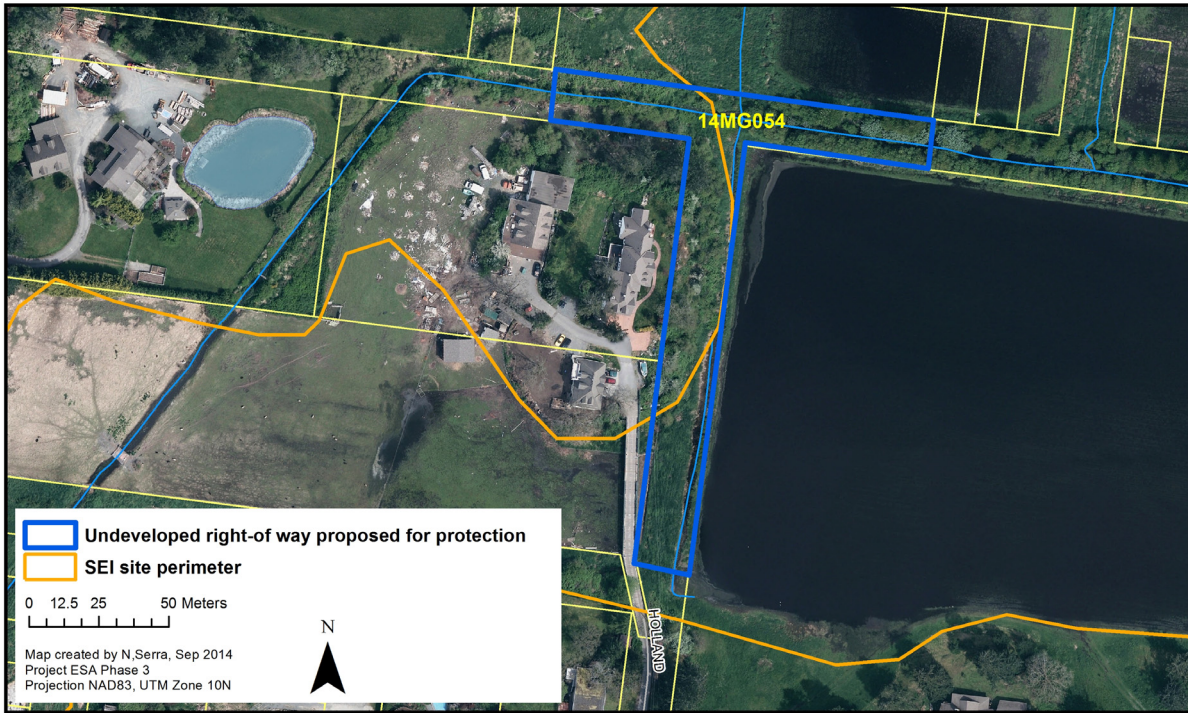 14MG054
HOLLAND
Undeveloped right-of way proposed for protection
SEI site perimeter
0 12.5 25 50 Meters
N
Map created by N,Serra, Sep 2014
Project ESA Phase 3
Projection NAD83, UTM Zone 10N